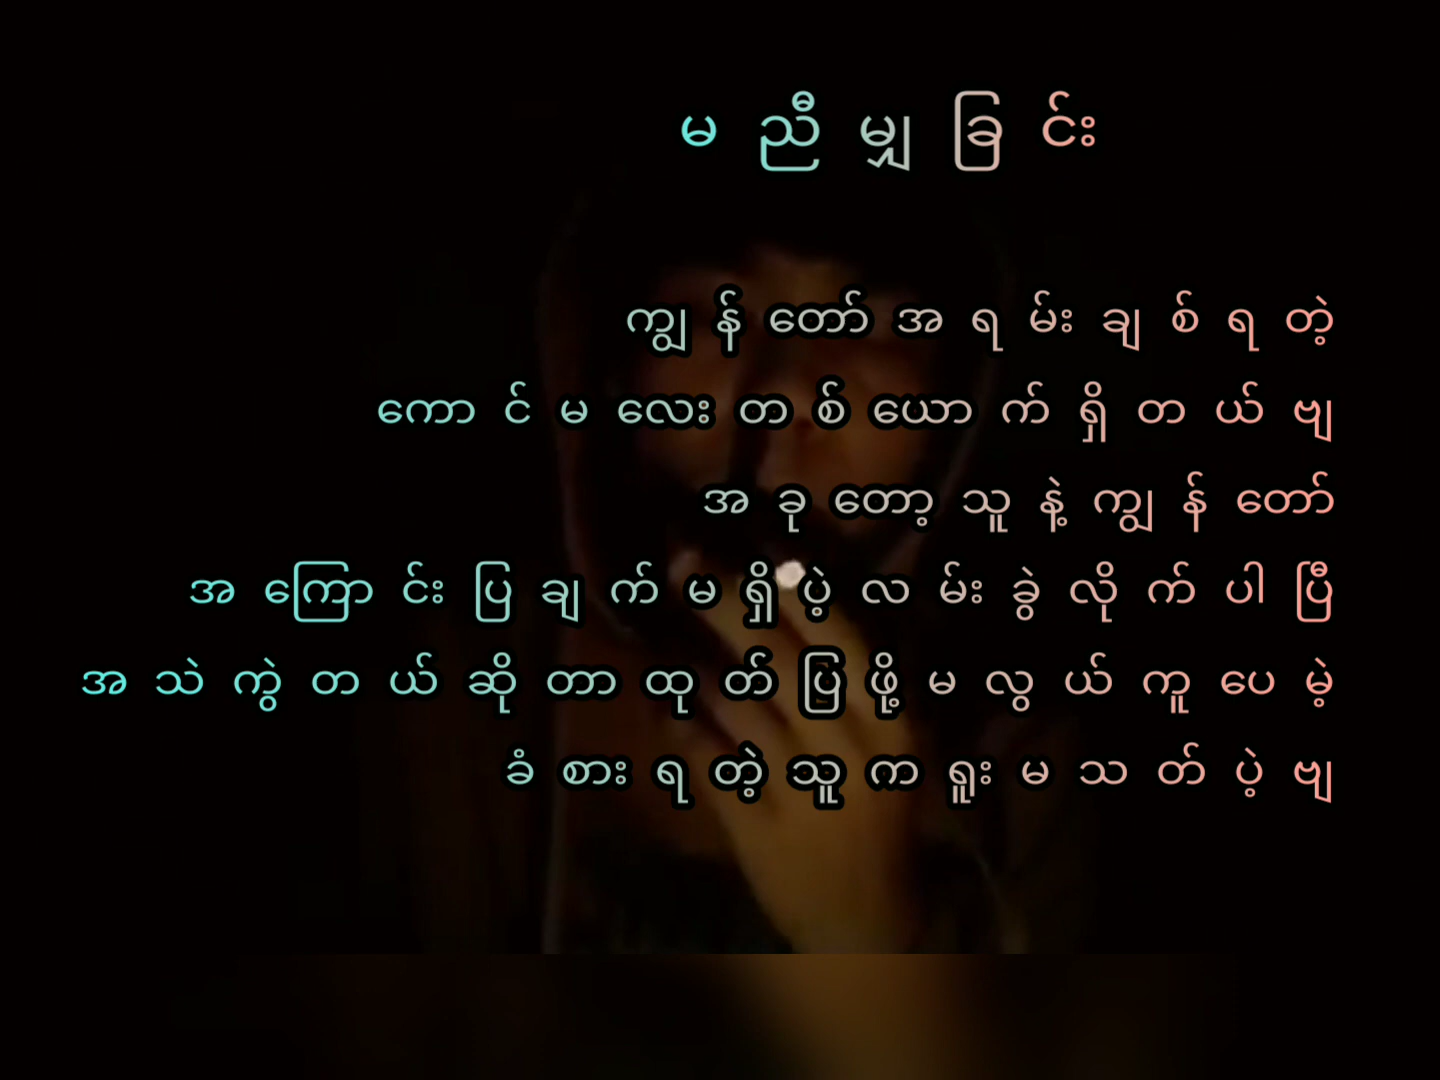 မညီမျှခြင်း
ကျွန်တော်အရမ်းချစ်ရတဲ့
ကောင်မလေးတစ်ယောက်ရှိတယ်ဗျ
အခုတော့သူနဲ့ကျွန်တော်
အကြောင်းပြချက်မရှိပဲ့လမ်းခွဲလိုက်ပါပြီ
အသဲကွဲတယ်ဆိုတာထုတ်ပြဖို့မလွယ်ကူပေမဲ့
ခံစားရတဲ့သူကရူးမသတ်ပဲ့ဗျ